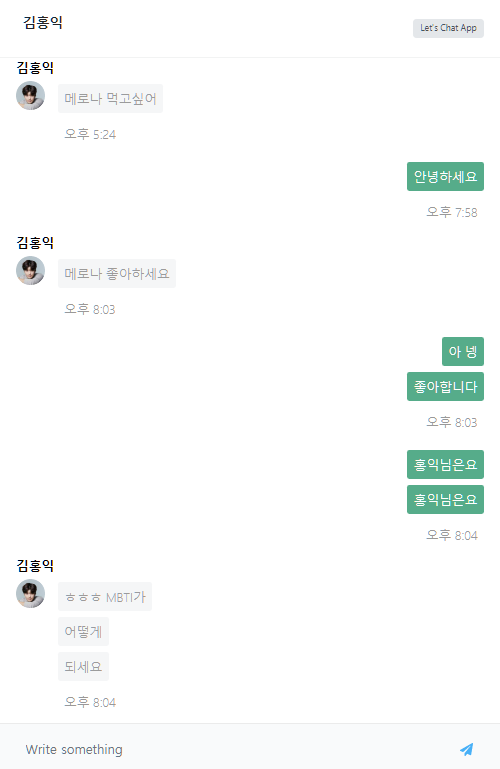 김홍익
Let's Chat App
김홍익
메로나 먹고싶어
오후 5:24
안녕하세요
오후 7:58
김홍익
메로나 좋아하세요
오후 8:03
아 넹
좋아합니다
오후 8:03
홍익님은요
홍익님은요
오후 8:04
김홍익
ㅎㅎㅎ MBTI가
어떻게
되세요
오후 8:04
Write something